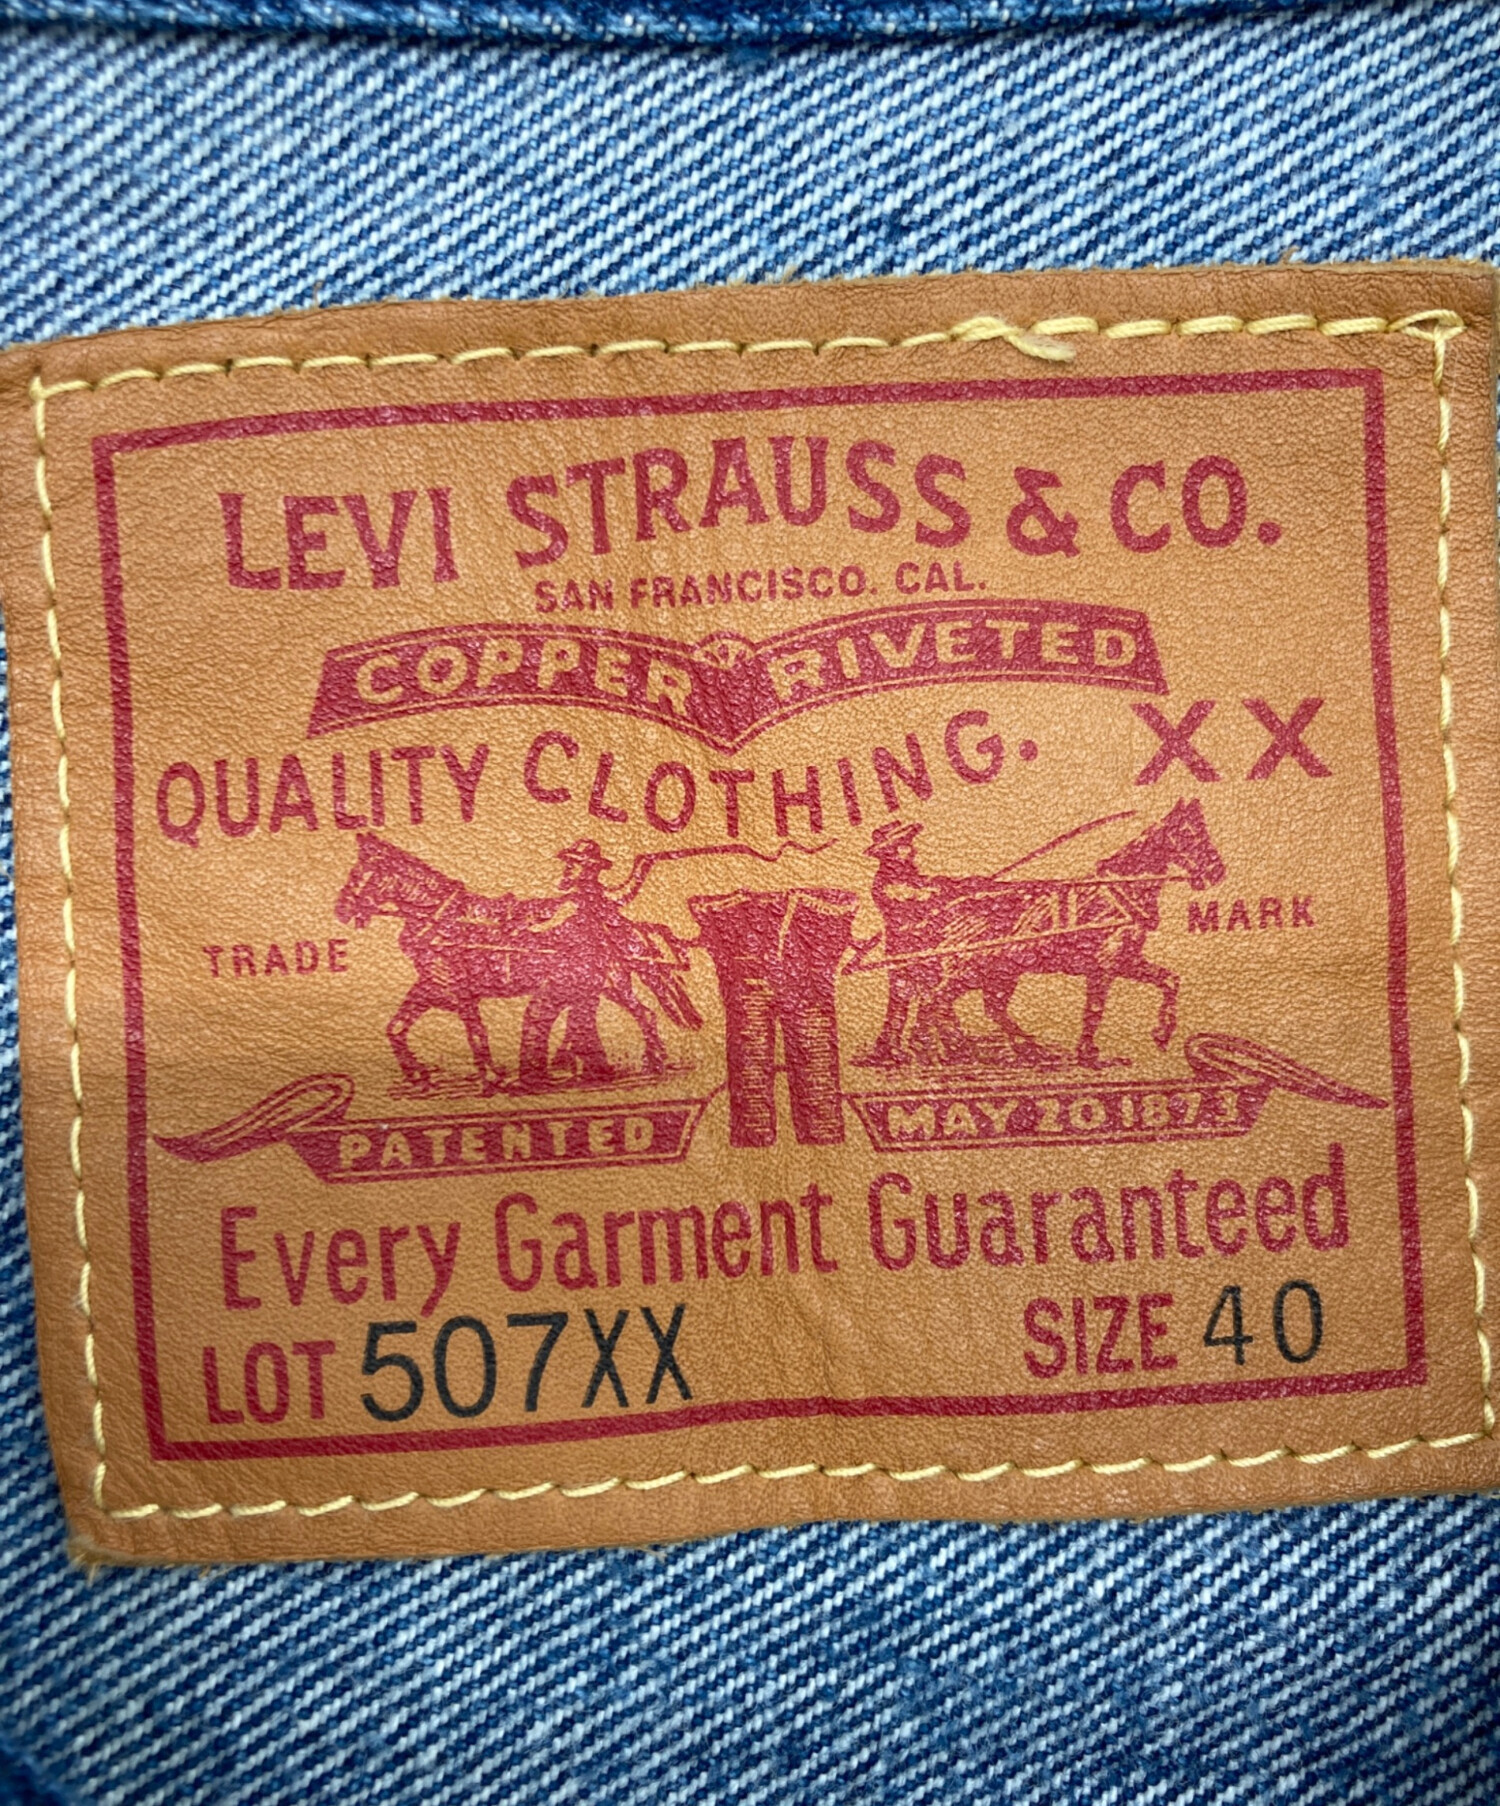 LEVI STRAUSS & CO.
SAN FRANCISCO. CAL.
COPPER RIVETED
QUALITY CLOTHING. XX
TRADE MARK
PATENTED MAY 20 1873
Every Garment Guaranteed
LOT 507XX SIZE 40